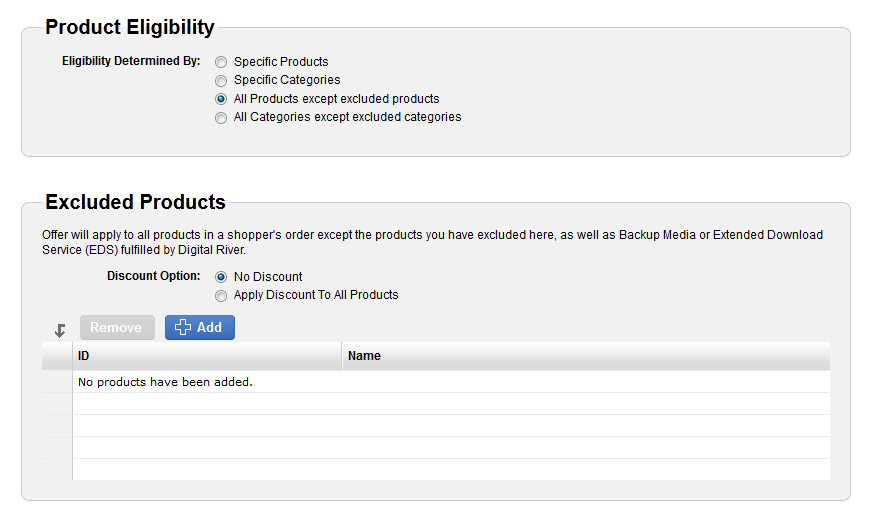 Product Eligibility
Eligibility Determined By:
Specific Products
Specific Categories
All Products except excluded products
All Categories except excluded categories
Excluded Products
Offer will apply to all products in a shopper's order except the products you have excluded here, as well as Backup Media or Extended Download
Service (EDS) fulfilled by Digital River.
Discount Option:
No Discount
Apply Discount To All Products
Remove Add
ID Name
No products have been added.